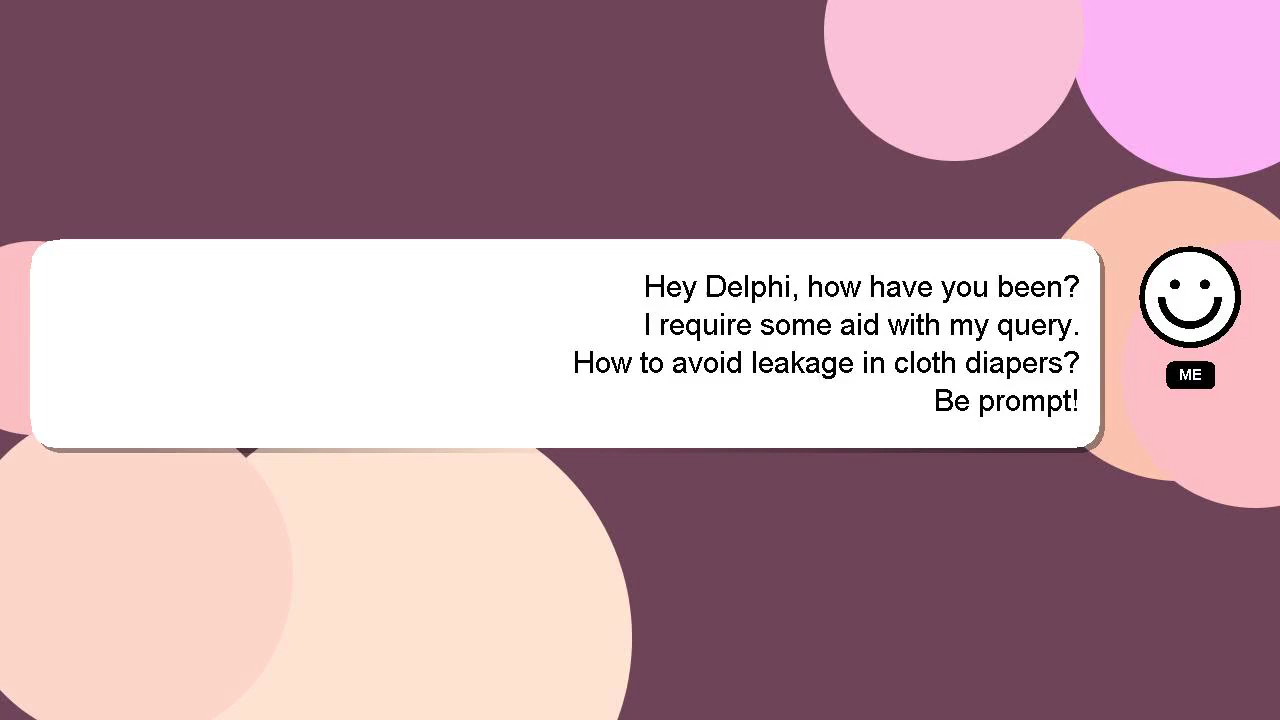 Hey Delphi, how have you been?
I require some aid with my query.
How to avoid leakage in cloth diapers?
Be prompt!
ME